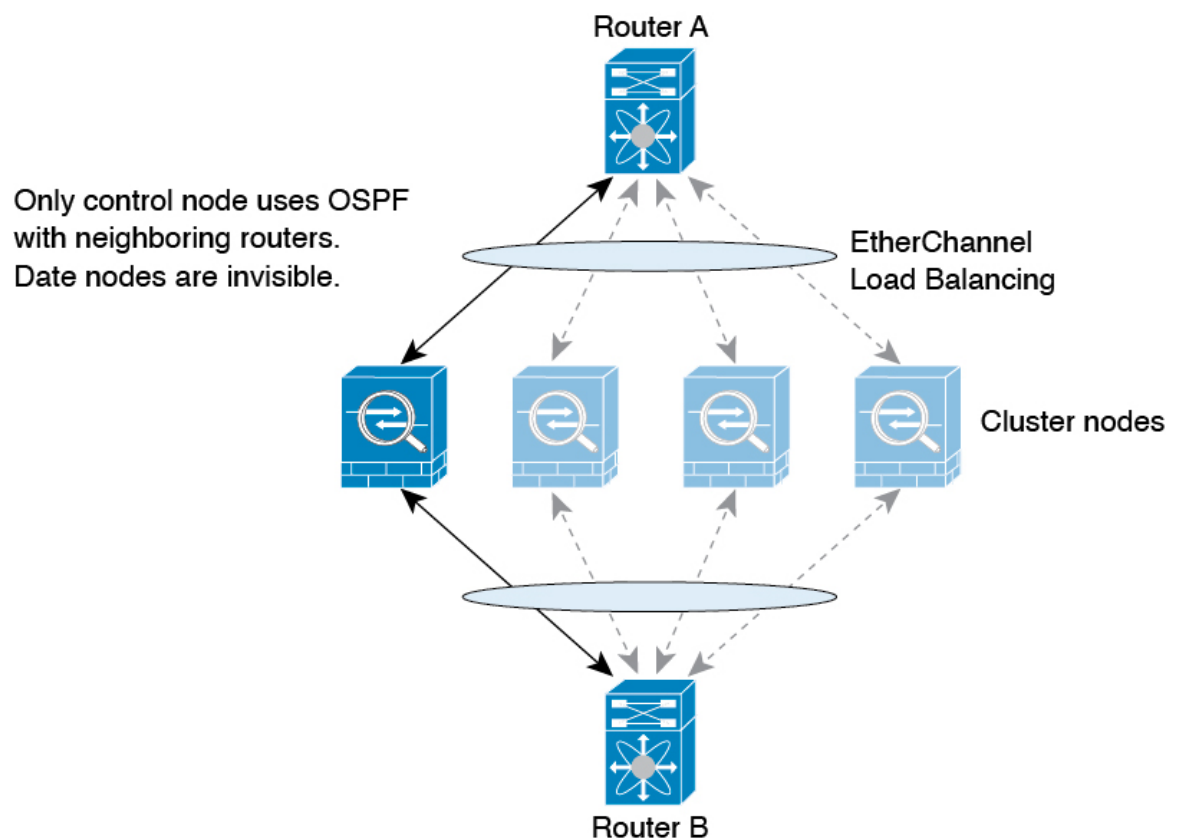 Router A
Only control node uses OSPF
with neighboring routers.
Date nodes are invisible.
EtherChannel
Load Balancing
Cluster nodes
Router B